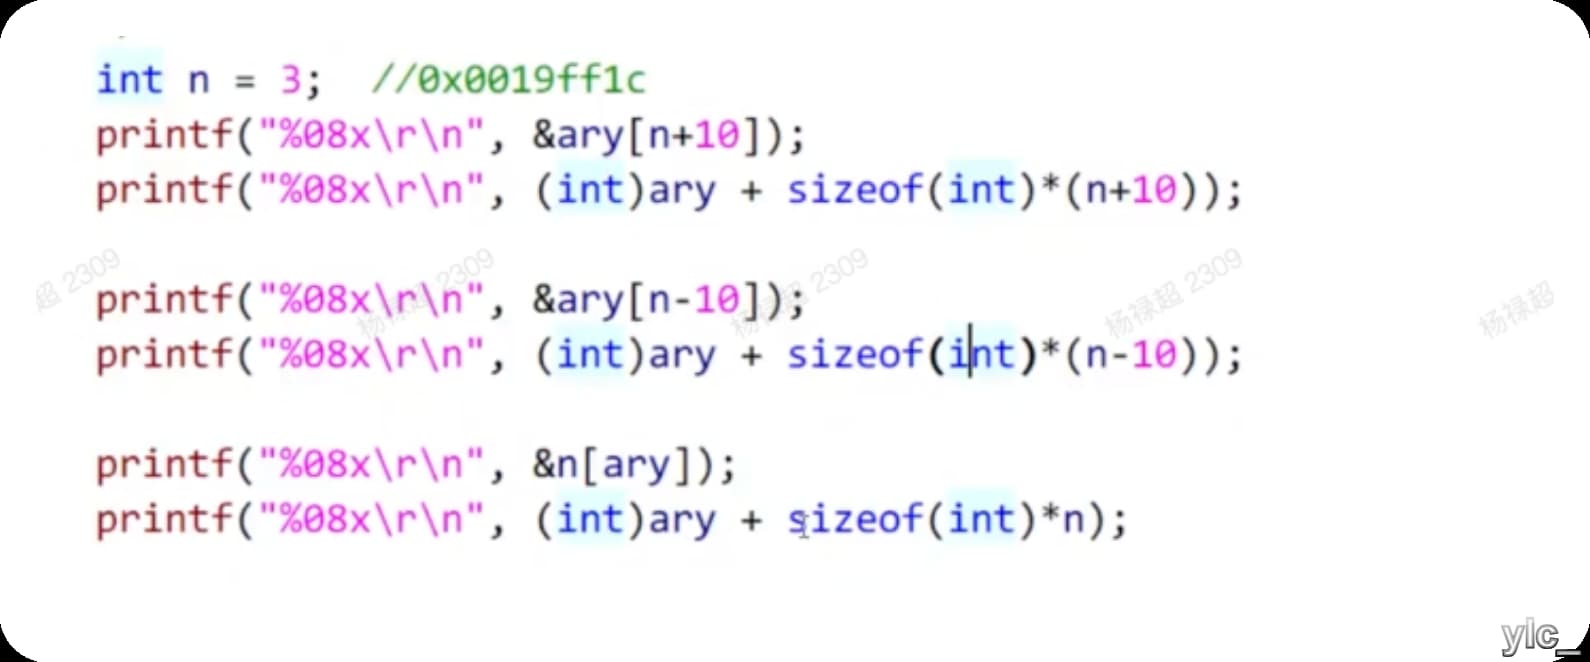 int n = 3;  //0x0019ff1c
printf("%08x\r\n", &ary[n+10]);
printf("%08x\r\n", (int)ary + sizeof(int)*(n+10));
超 2309 杨禄超 2309 杨禄超 2309 杨禄超 2309 杨禄超
printf("%08x\r\n", &ary[n-10]);
printf("%08x\r\n", (int)ary + sizeof(int)*(n-10));
printf("%08x\r\n", &n[ary]);
printf("%08x\r\n", (int)ary + sizeof(int)*n);
ylc_